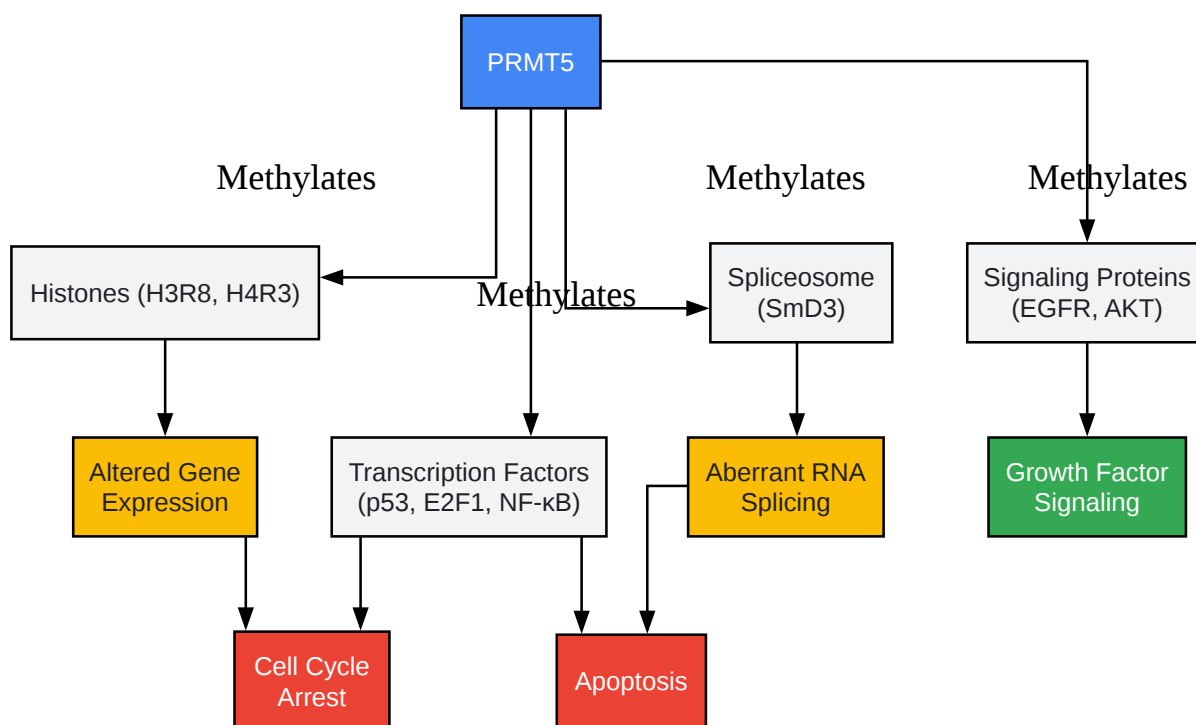 PRMT5
Methylates
Methylates
Methylates
Histones (H3R8, H4R3)
Methylates
Spliceosome
(SmD3)
Signaling Proteins
(EGFR, AKT)
Altered Gene
Expression
Transcription Factors
(p53, E2F1, NF-κB)
Aberrant RNA
Splicing
Growth Factor
Signaling
Cell Cycle
Arrest
Apoptosis